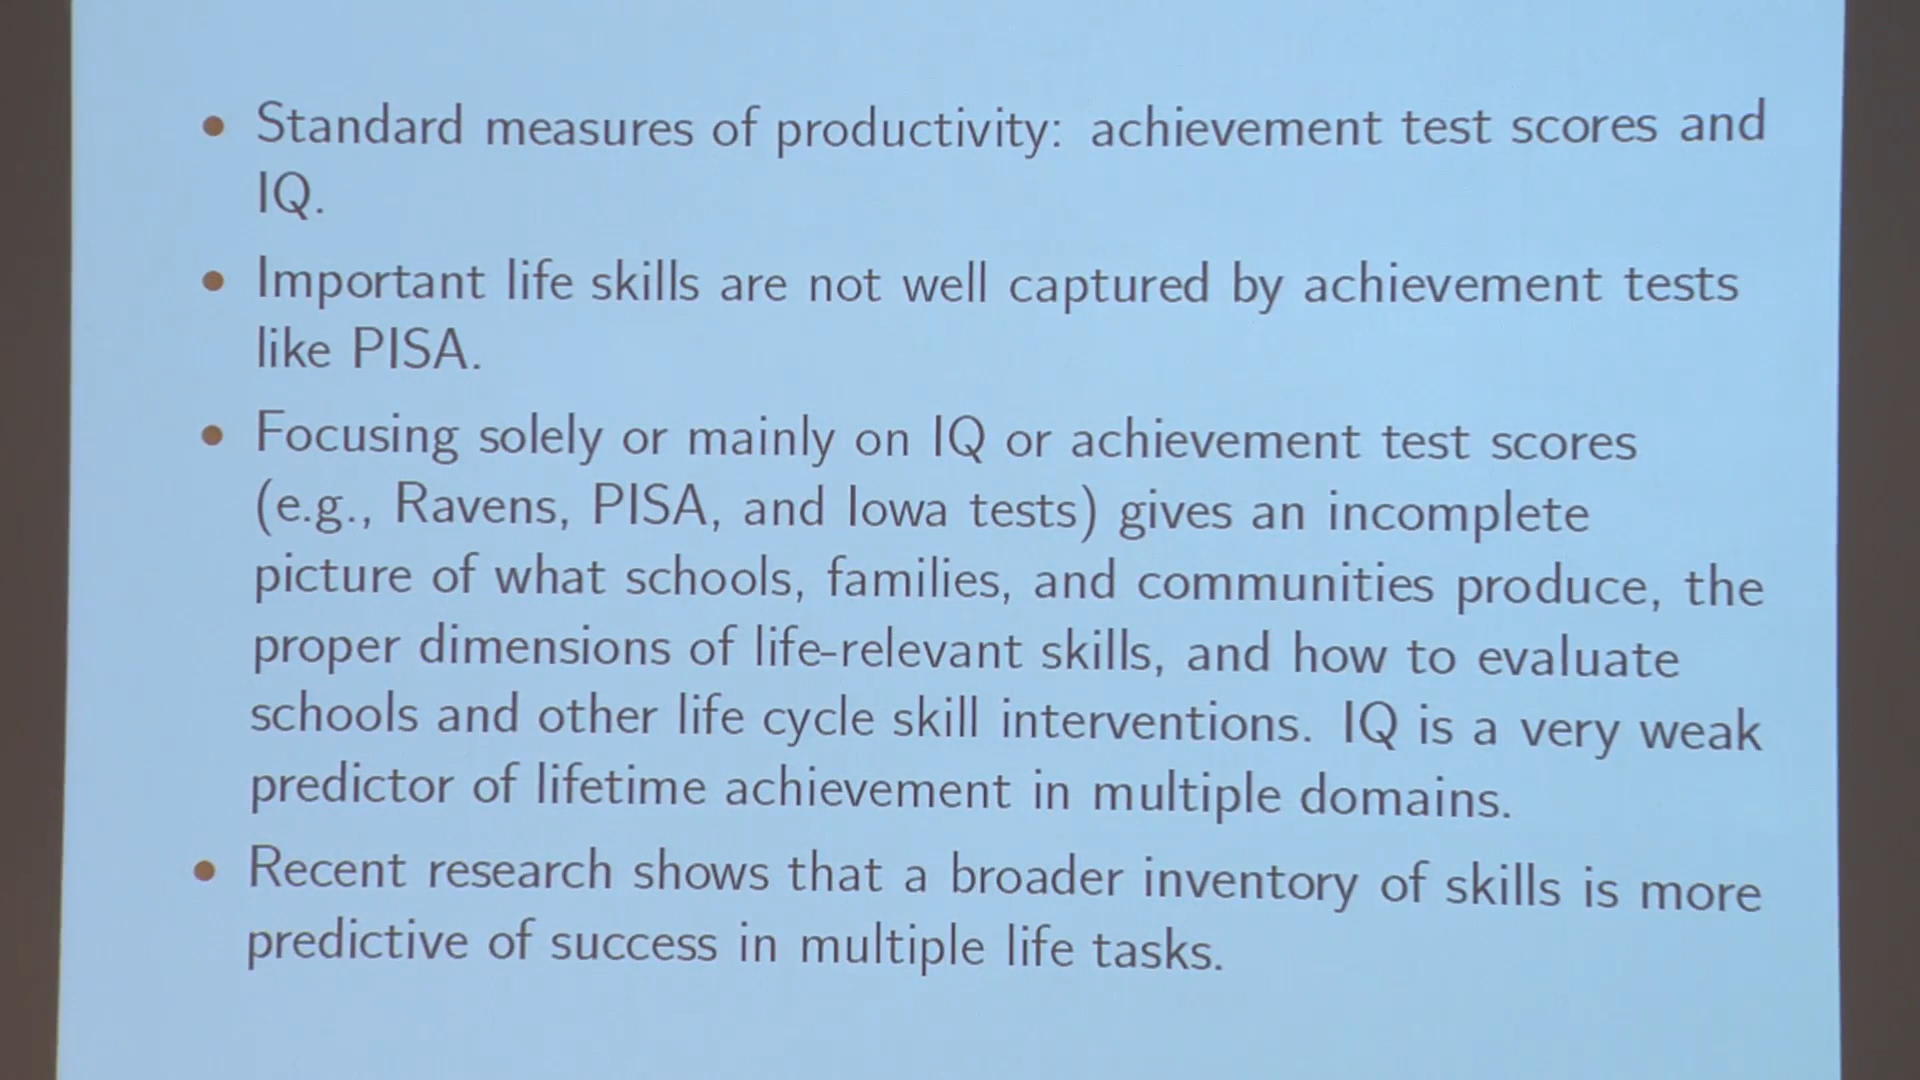 • Standard measures of productivity: achievement test scores and
IQ.
• Important life skills are not well captured by achievement tests
like PISA.
• Focusing solely or mainly on IQ or achievement test scores
(e.g., Ravens, PISA, and Iowa tests) gives an incomplete
picture of what schools, families, and communities produce, the
proper dimensions of life-relevant skills, and how to evaluate
schools and other life cycle skill interventions. IQ is a very weak
predictor of lifetime achievement in multiple domains.
• Recent research shows that a broader inventory of skills is more
predictive of success in multiple life tasks.